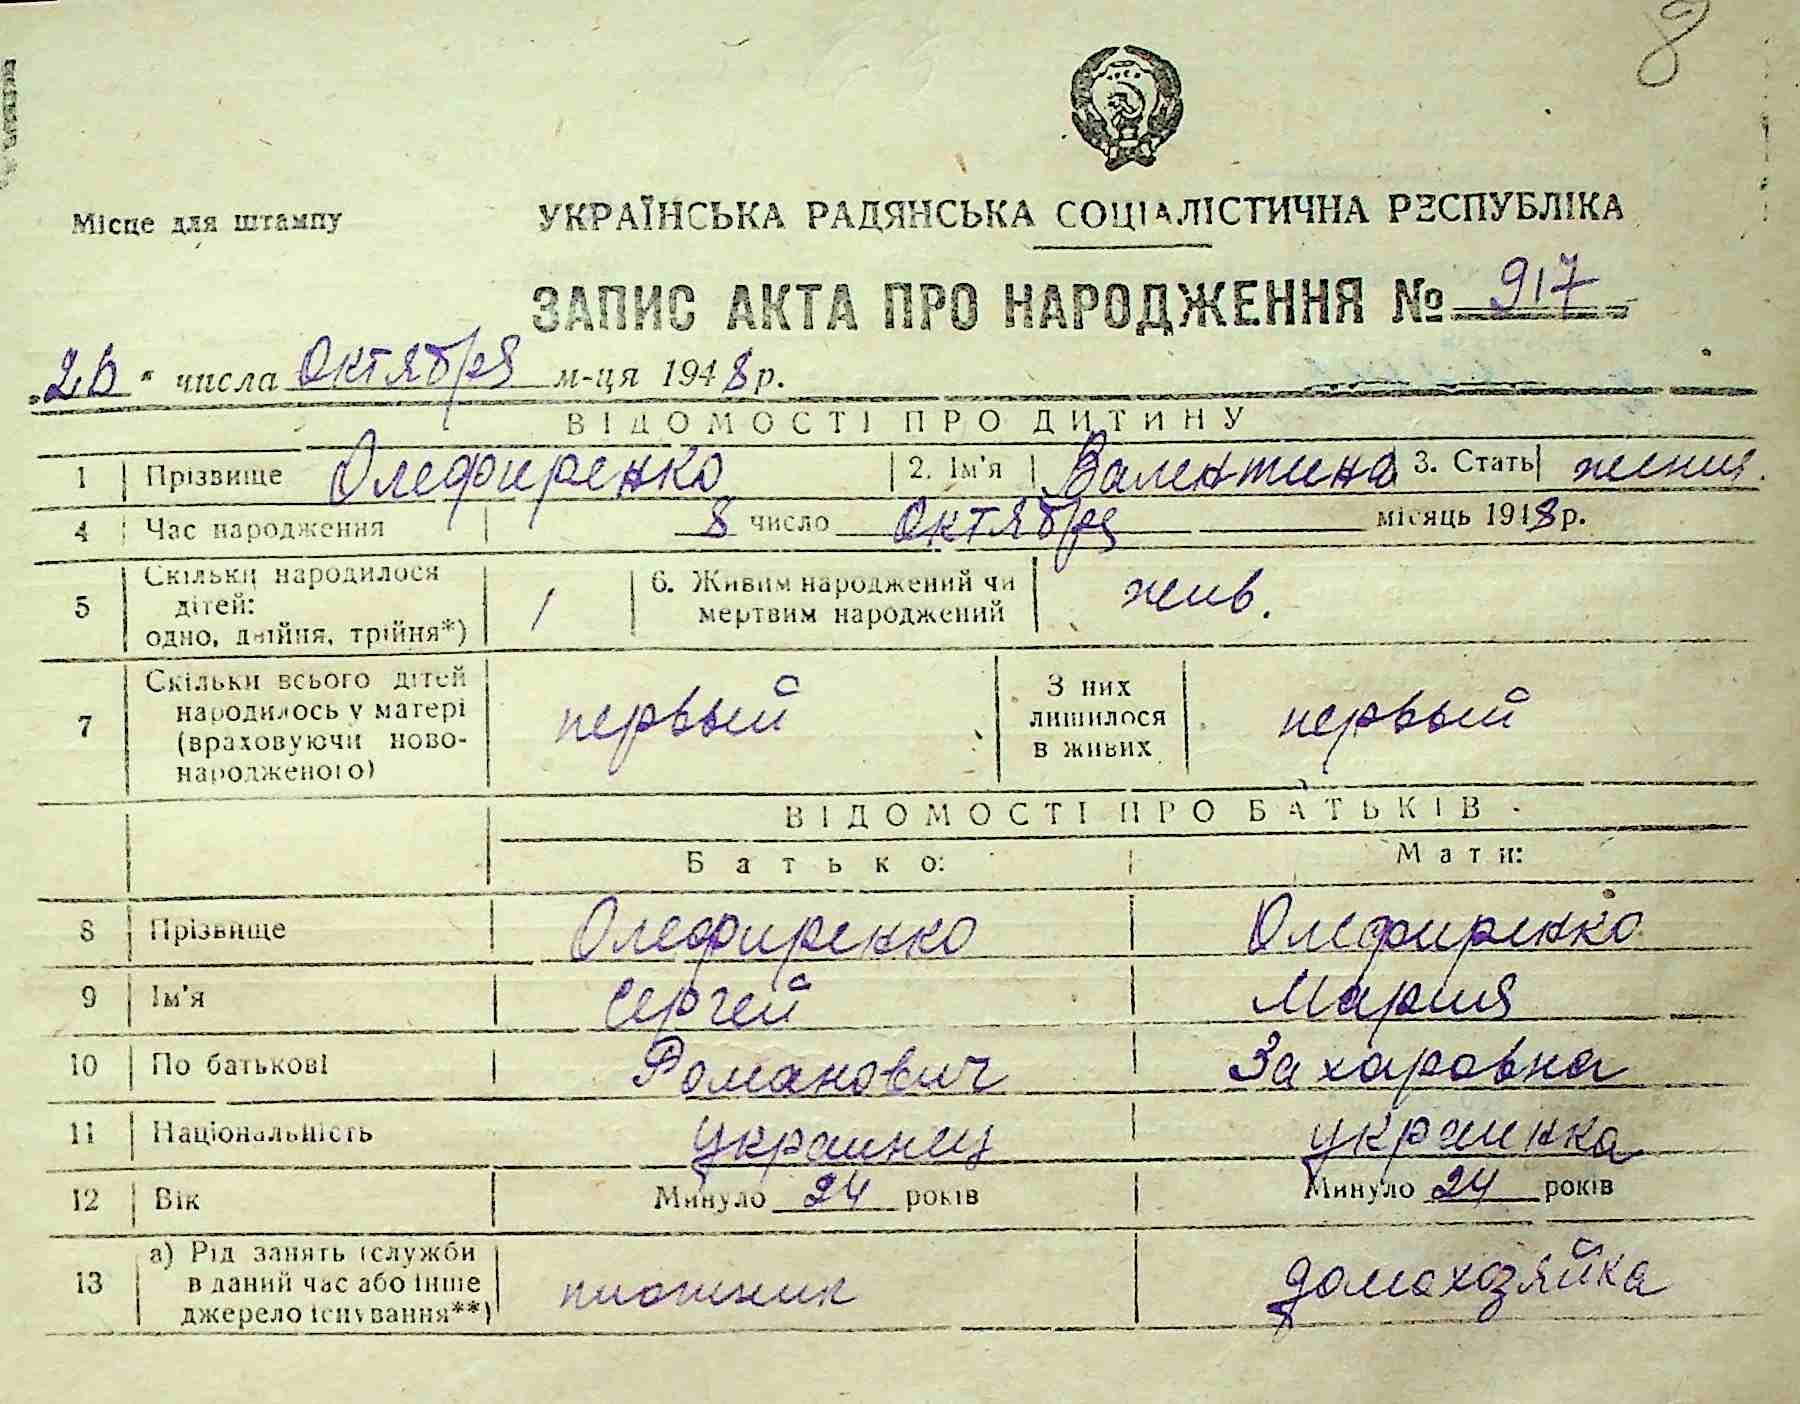 8
Місце для штампу
УКРАЇНСЬКА РАДЯНСЬКА СОЦІАЛІСТИЧНА РЕСПУБЛІКА
ЗАПИС АКТА ПРО НАРОДЖЕННЯ № 917
„26" числа Октября м-ця 1948 р.
ВІДОМОСТІ ПРО ДИТИНУ
1 Прізвище Олефиренко 2. Ім'я Валентина 3. Стать женщ.
4 Час народження 8 число октября місяць 1948 р.
5 Скільки народилося дітей: одно, двійня, трійня*) 1 6. Живим народжений чи мертвим народжений жив.
7 Скільки всього дітей народилось у матері (враховуючи новонародженого) первый З них лишилося в живих первый
ВІДОМОСТІ ПРО БАТЬКІВ
Батько: Мати:
8 Прізвище Олефиренко Олефиренко
9 Ім'я Сергей Мария
10 По батькові Романович Захаровна
11 Національність украинец украинка
12 Вік Минуло 24 років Минуло 24 років
13 а) Рід занять (служби в даний час або інше джерело існування**) плотник домохозяйка